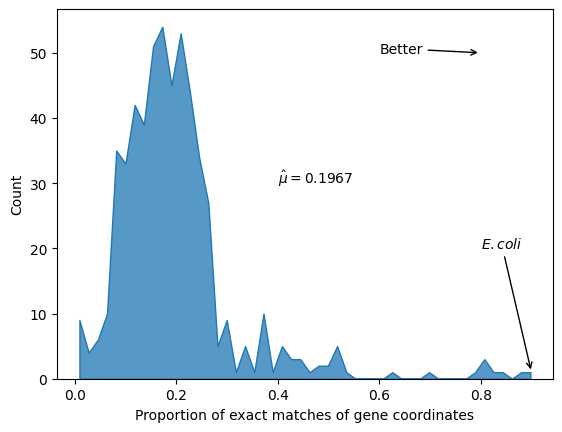 50
40
30
20
10
0
Count
Better
μ̂ = 0.1967
E.coli
0.0 0.2 0.4 0.6 0.8
Proportion of exact matches of gene coordinates